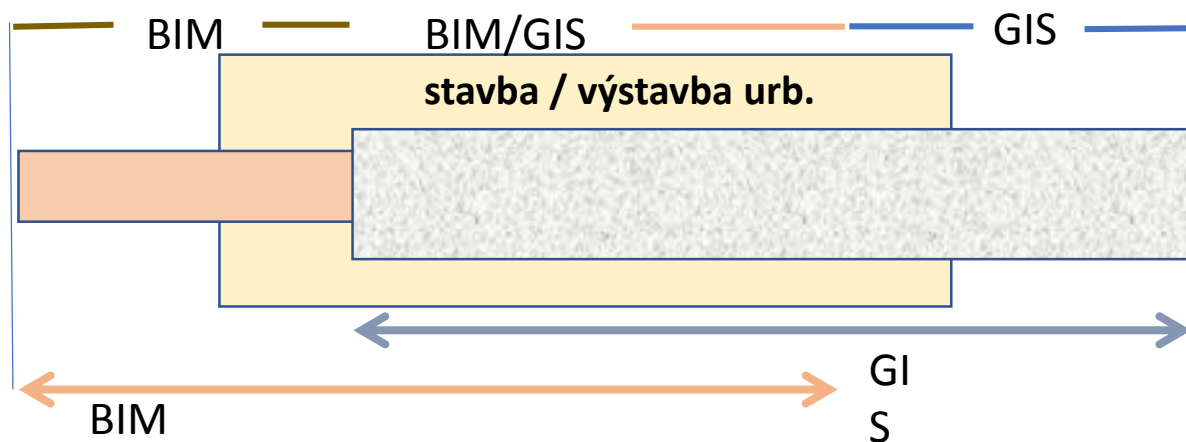 BIM BIM/GIS GIS
stavba / výstavba urb.
GI
S
BIM